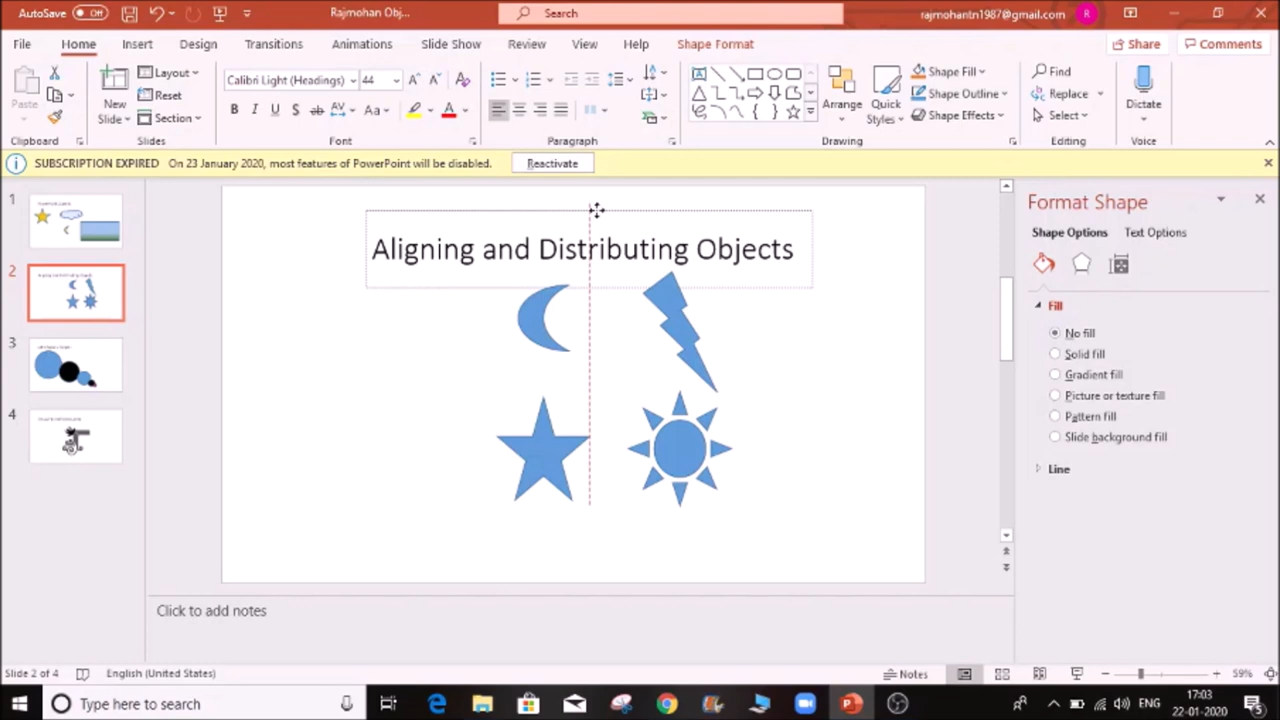 AutoSave Off Rajmohan Obj... Search rajmohantn1987@gmail.com R
File Home Insert Design Transitions Animations Slide Show Review View Help Shape Format Share Comments
Paste New Slide Layout Reset Section Calibri Light (Headings) 44 Arrange Quick Styles Shape Fill Shape Outline Shape Effects Find Replace Select Dictate
Clipboard Slides Font Paragraph Drawing Editing Voice
SUBSCRIPTION EXPIRED On 23 January 2020, most features of PowerPoint will be disabled. Reactivate
1
2
3
4
Aligning and Distributing Objects
Format Shape
Shape Options Text Options
Fill
No fill
Solid fill
Gradient fill
Picture or texture fill
Pattern fill
Slide background fill
Line
Click to add notes
Slide 2 of 4 English (United States) Notes 59%
Type here to search ENG 17:03
22-01-2020 5